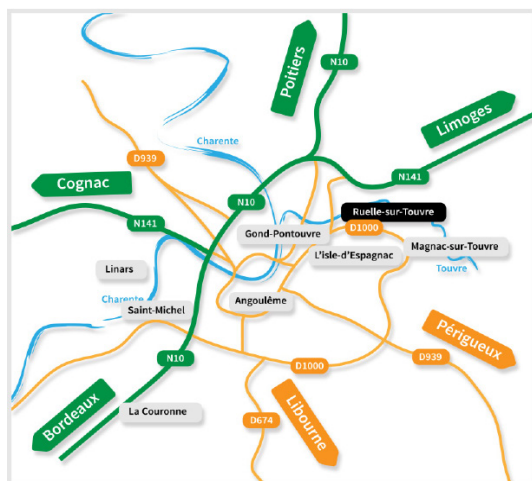 Poitiers
N10
Limoges
Charente
D939
N141
Cognac
N10
Ruelle-sur-Touvre
N141
Gond-Pontouvre
D1000
Magnac-sur-Touvre
L'isle-d'Espagnac
Linars
Touvre
Charente
Angoulême
Saint-Michel
Périgueux
N10
D939
D1000
Bordeaux
La Couronne
Libourne
D674